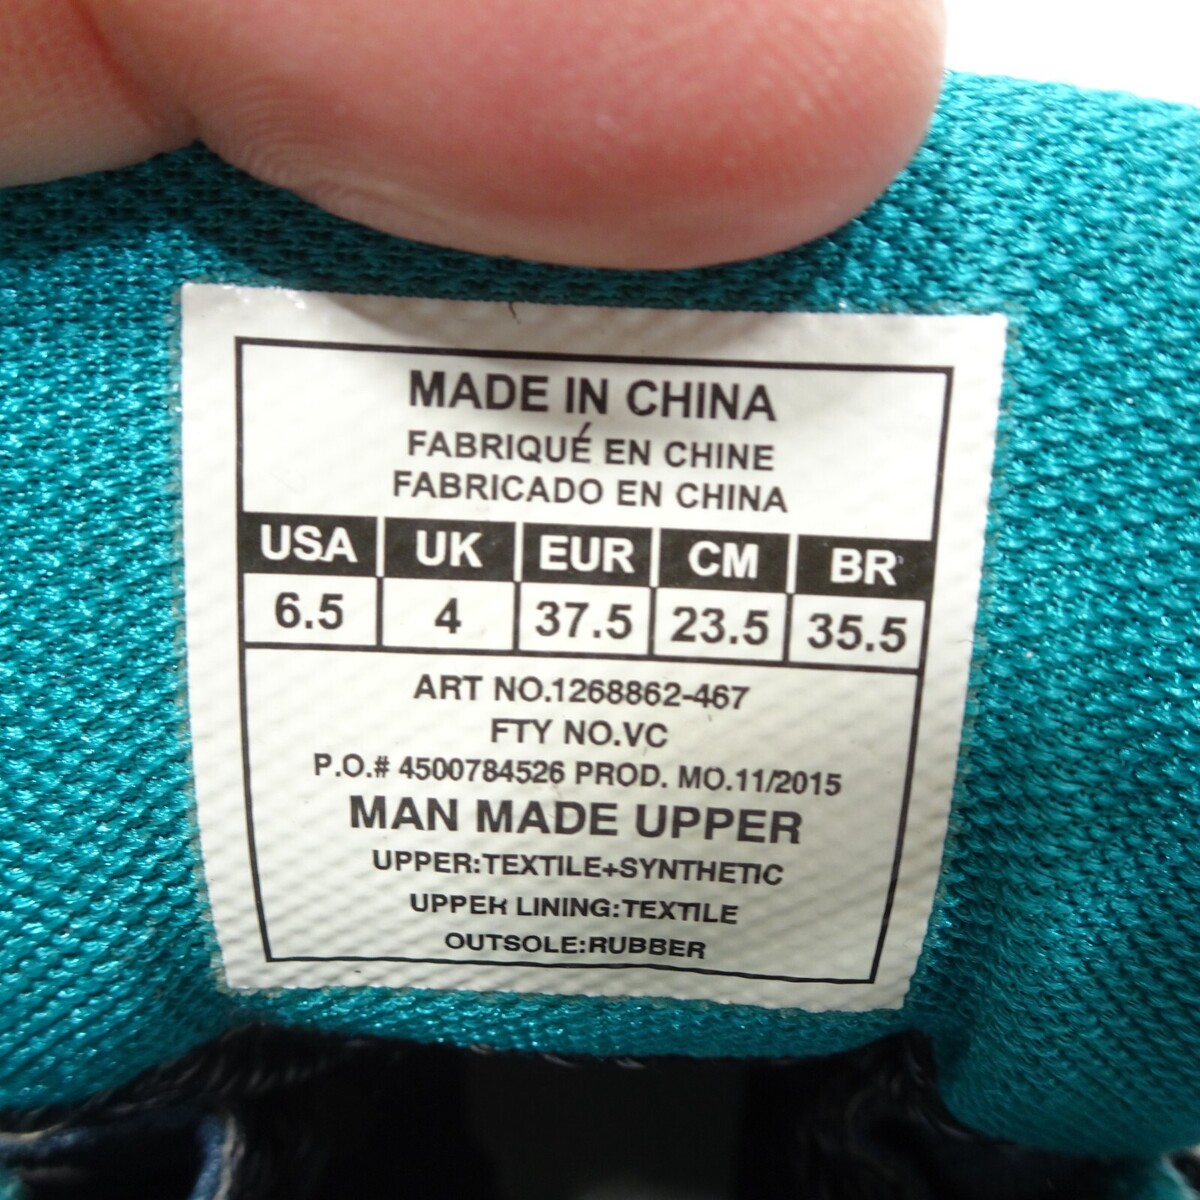 MADE IN CHINA
FABRIQUÉ EN CHINE
FABRICADO EN CHINA
USA UK EUR CM BR
6.5 4 37.5 23.5 35.5
ART NO.1268862-467
FTY NO.VC
P.O.# 4500784526 PROD. MO.11/2015
MAN MADE UPPER
UPPER:TEXTILE+SYNTHETIC
UPPER LINING:TEXTILE
OUTSOLE:RUBBER